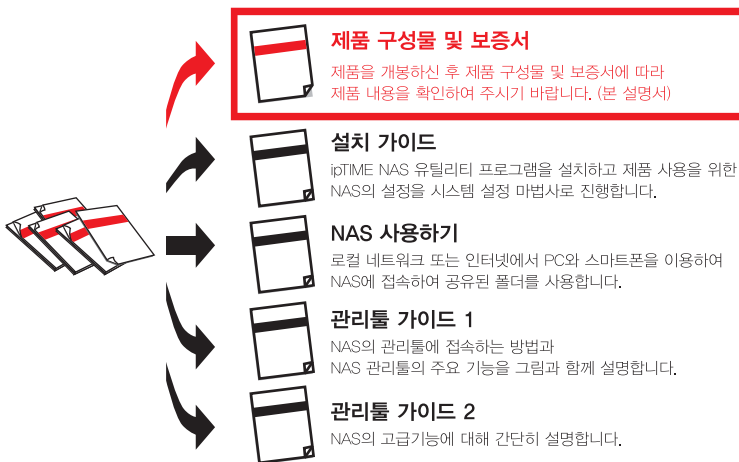 제품 구성물 및 보증서
제품을 개봉하신 후 제품 구성물 및 보증서에 따라
제품 내용을 확인하여 주시기 바랍니다. (본 설명서)
설치 가이드
ipTIME NAS 유틸리티 프로그램을 설치하고 제품 사용을 위한
NAS의 설정을 시스템 설정 마법사로 진행합니다.
NAS 사용하기
로컬 네트워크 또는 인터넷에서 PC와 스마트폰을 이용하여
NAS에 접속하여 공유된 폴더를 사용합니다.
관리툴 가이드 1
NAS의 관리툴에 접속하는 방법과
NAS 관리툴의 주요 기능을 그림과 함께 설명합니다.
관리툴 가이드 2
NAS의 고급기능에 대해 간단히 설명합니다.